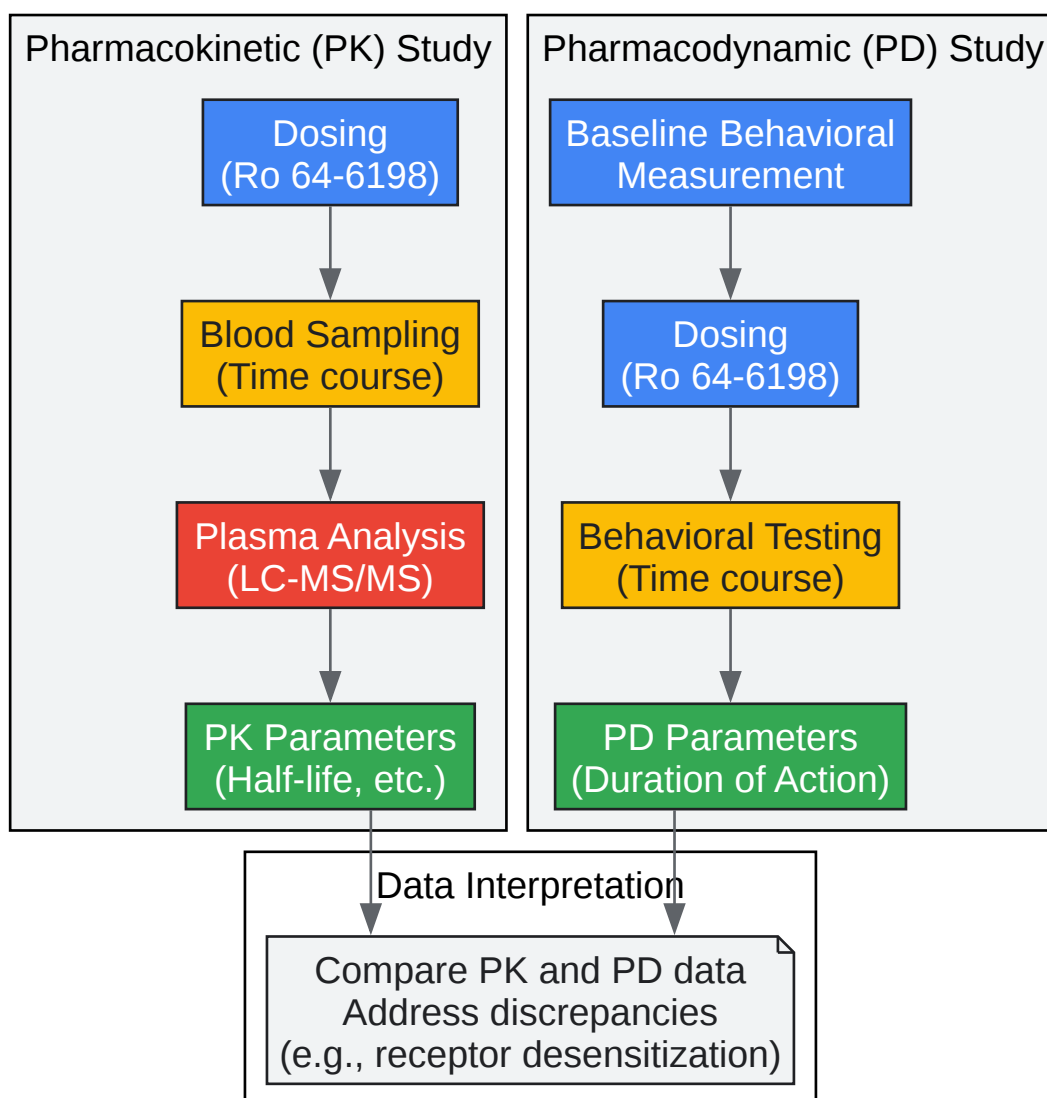 Pharmacokinetic (PK) Study
Dosing
(Ro 64-6198)
Blood Sampling
(Time course)
Plasma Analysis
(LC-MS/MS)
PK Parameters
(Half-life, etc.)
Pharmacodynamic (PD) Study
Baseline Behavioral
Measurement
Dosing
(Ro 64-6198)
Behavioral Testing
(Time course)
PD Parameters
(Duration of Action)
Data Interpretation
Compare PK and PD data
Address discrepancies
(e.g., receptor desensitization)